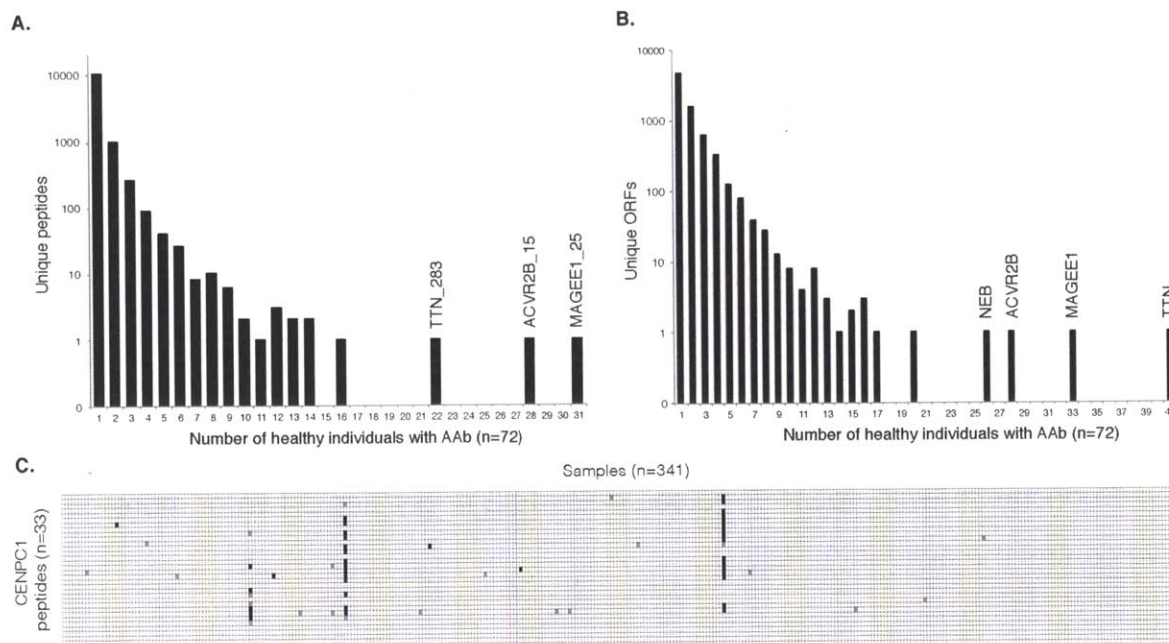 A.
Unique peptides
10000
1000
100
10
1
0
TTN_283
ACVR2B_15
MAGEE1_25
1 2 3 4 5 6 7 8 9 10 11 12 13 14 15 16 17 18 19 20 21 22 23 24 25 26 27 28 29 30 31
Number of healthy individuals with AAb (n=72)
B.
Unique ORFs
10000
1000
100
10
1
0
NEB
ACVR2B
MAGEE1
TTN
1 3 5 7 9 11 13 15 17 19 21 23 25 27 29 31 33 35 37 39
Number of healthy individuals with AAb (n=72)
C.
Samples (n=341)
CENPC1
peptides (n=33)